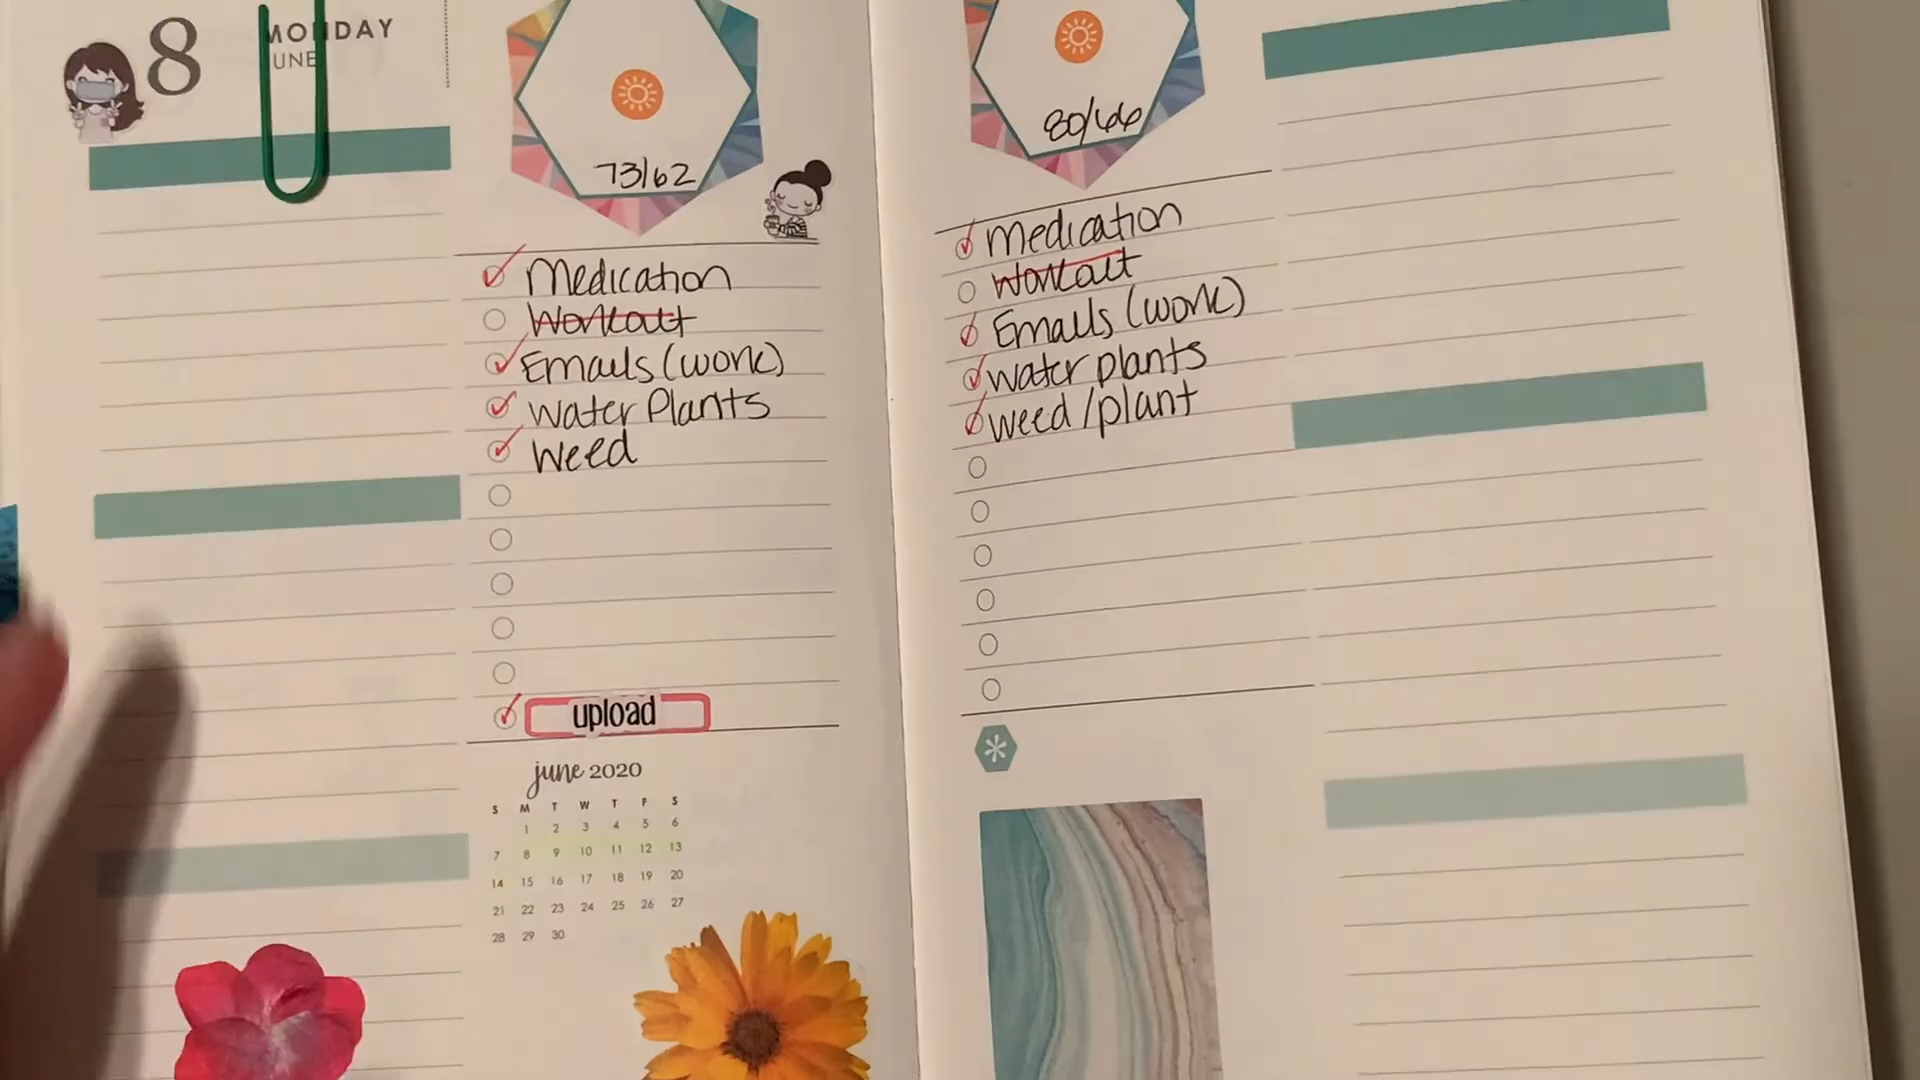 8
MONDAY
JUNE
73/62
Medication
Workout
Emails (work)
Water Plants
Weed
upload
june 2020
S M T W T F S
1 2 3 4 5 6
7 8 9 10 11 12 13
14 15 16 17 18 19 20
21 22 23 24 25 26 27
28 29 30
80/66
medication
Workout
Emails (work)
water plants
weed/plant